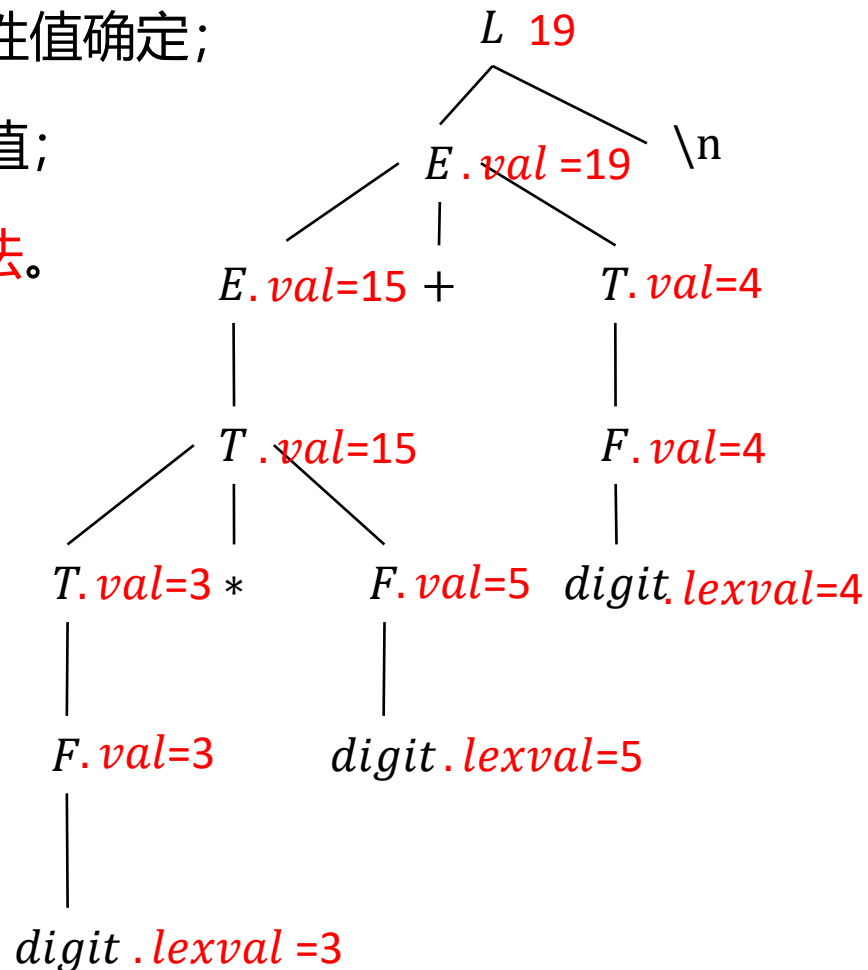 性值确定; L 19
值; E.val =19 \n
法。
E.val=15 + T.val=4
T.val=15 F.val=4
T.val=3 * F.val=5 digit.lexval=4
F.val=3 digit.lexval=5
digit.lexval =3